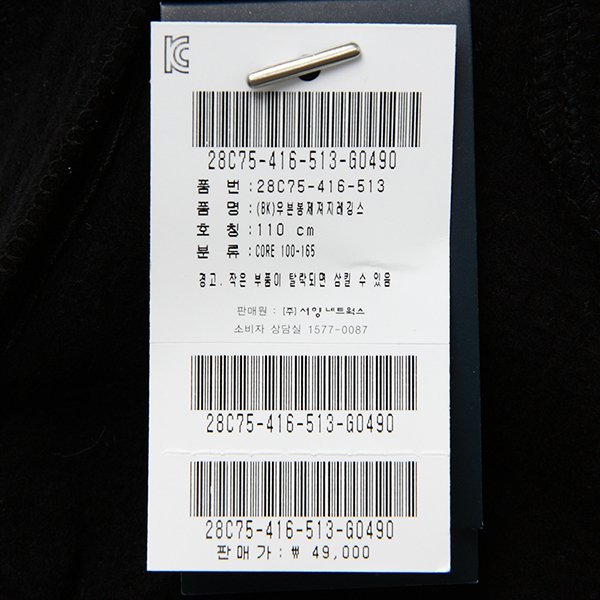 KC
28C75-416-513-G0490
품 번 :28C75-416-513
품 명 :(BK)우븐봉제져지레깅스
호 칭 :110 cm
분 류 :CORE 100-165
경고, 작은 부품이 탈락되면 삼킬 수 있음
판매원 : (주)서양네트웍스
소비자 상담실 1577-0087
28C75-416-513-G0490
28C75-416-513-G0490
판매가:₩ 49,000